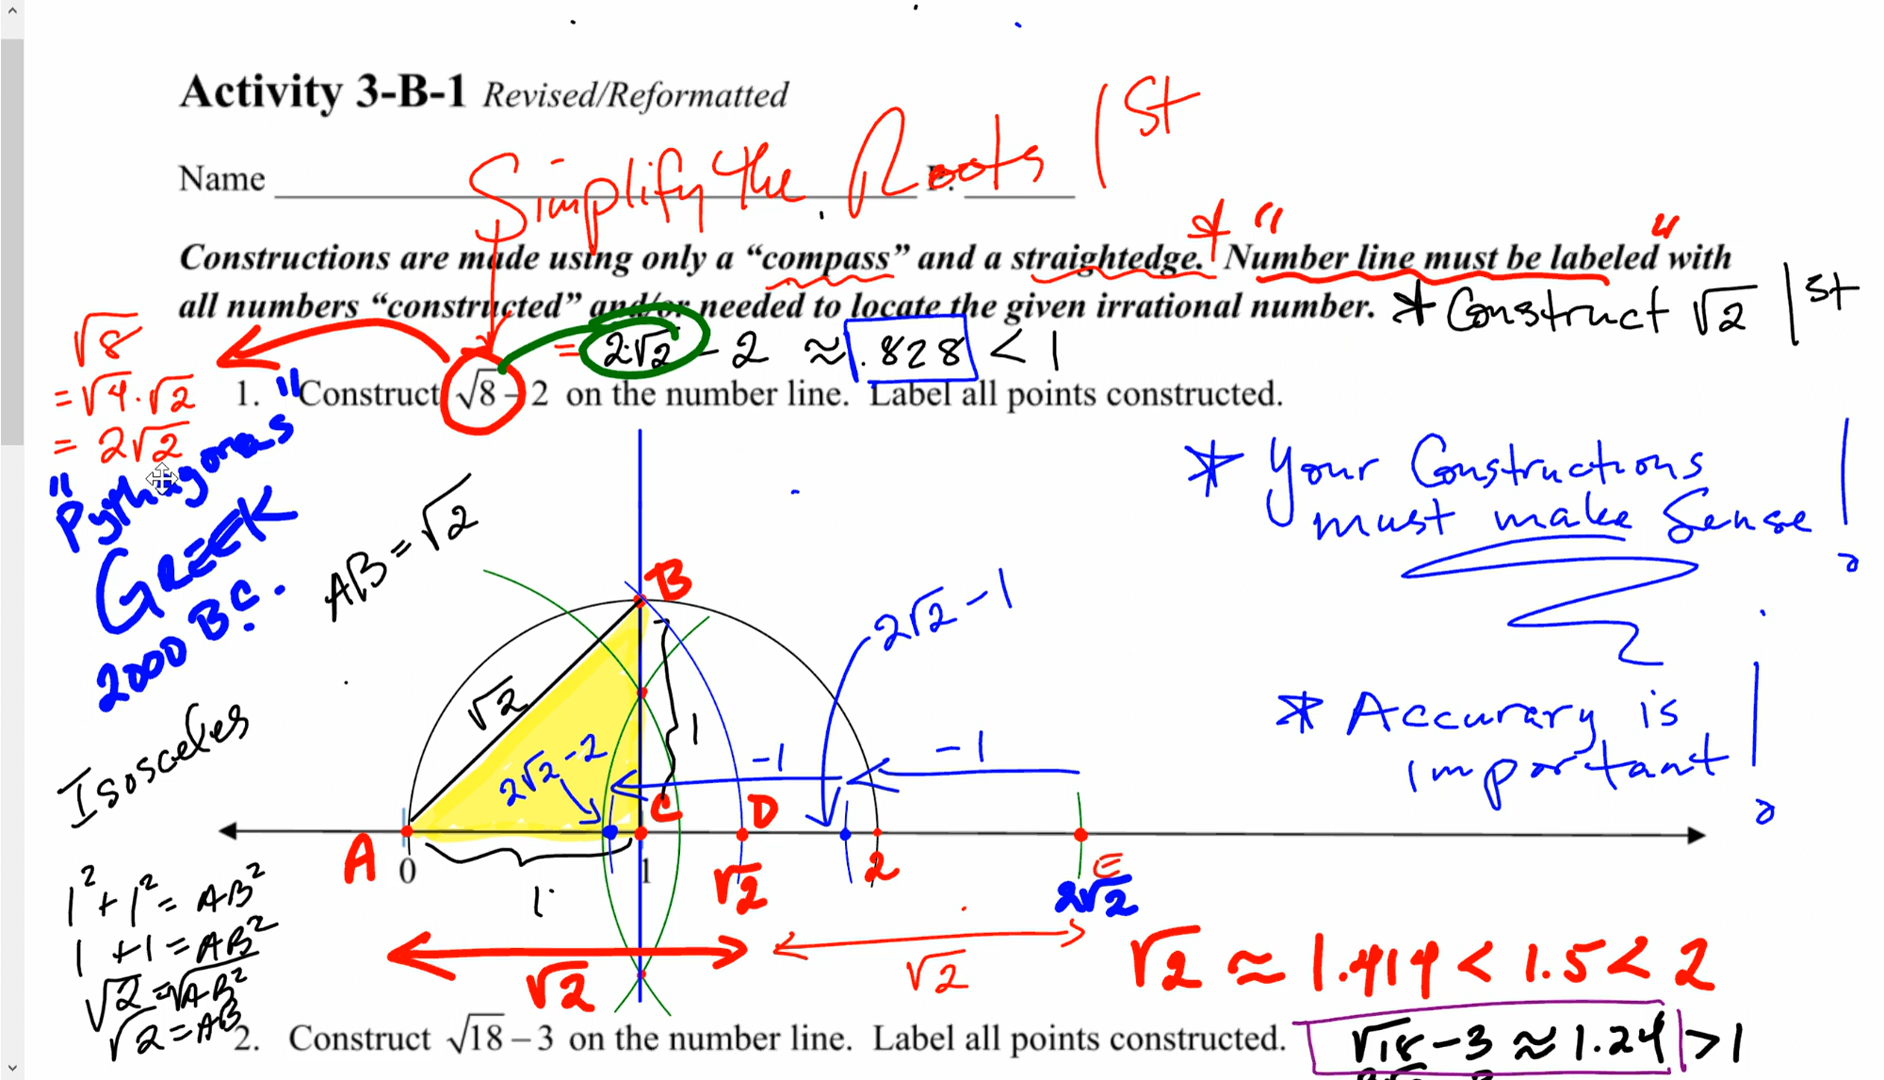 Activity 3-B-1 Revised/Reformatted
Simplify the Roots 1st
Name
* " "
Constructions are made using only a “compass” and a straightedge. Number line must be labeled with
all numbers “constructed” and/or needed to locate the given irrational number. * Construct √2 1st
= 2√2 - 2 ≈ .828 < 1
√8
= √4 · √2
= 2√2
1. "Construct √8 – 2 on the number line. Label all points constructed.
"Pythagoreas"
GREEK
2000 B.C.
* Your Constructions
must make Sense!
AB = √2
B
2√2 - 1
√2
1
2√2 - 2
-1
-1
* Accuracy is
important!
Isosceles
C
D
A
0
1
√2
2
E
2√2
1
1² + 1² = AB²
1 + 1 = AB²
√2 = √AB²
√2 = AB
√2
√2
√2 ≈ 1.414 < 1.5 < 2
2. Construct √18 – 3 on the number line. Label all points constructed.
√18 - 3 ≈ 1.24 > 1